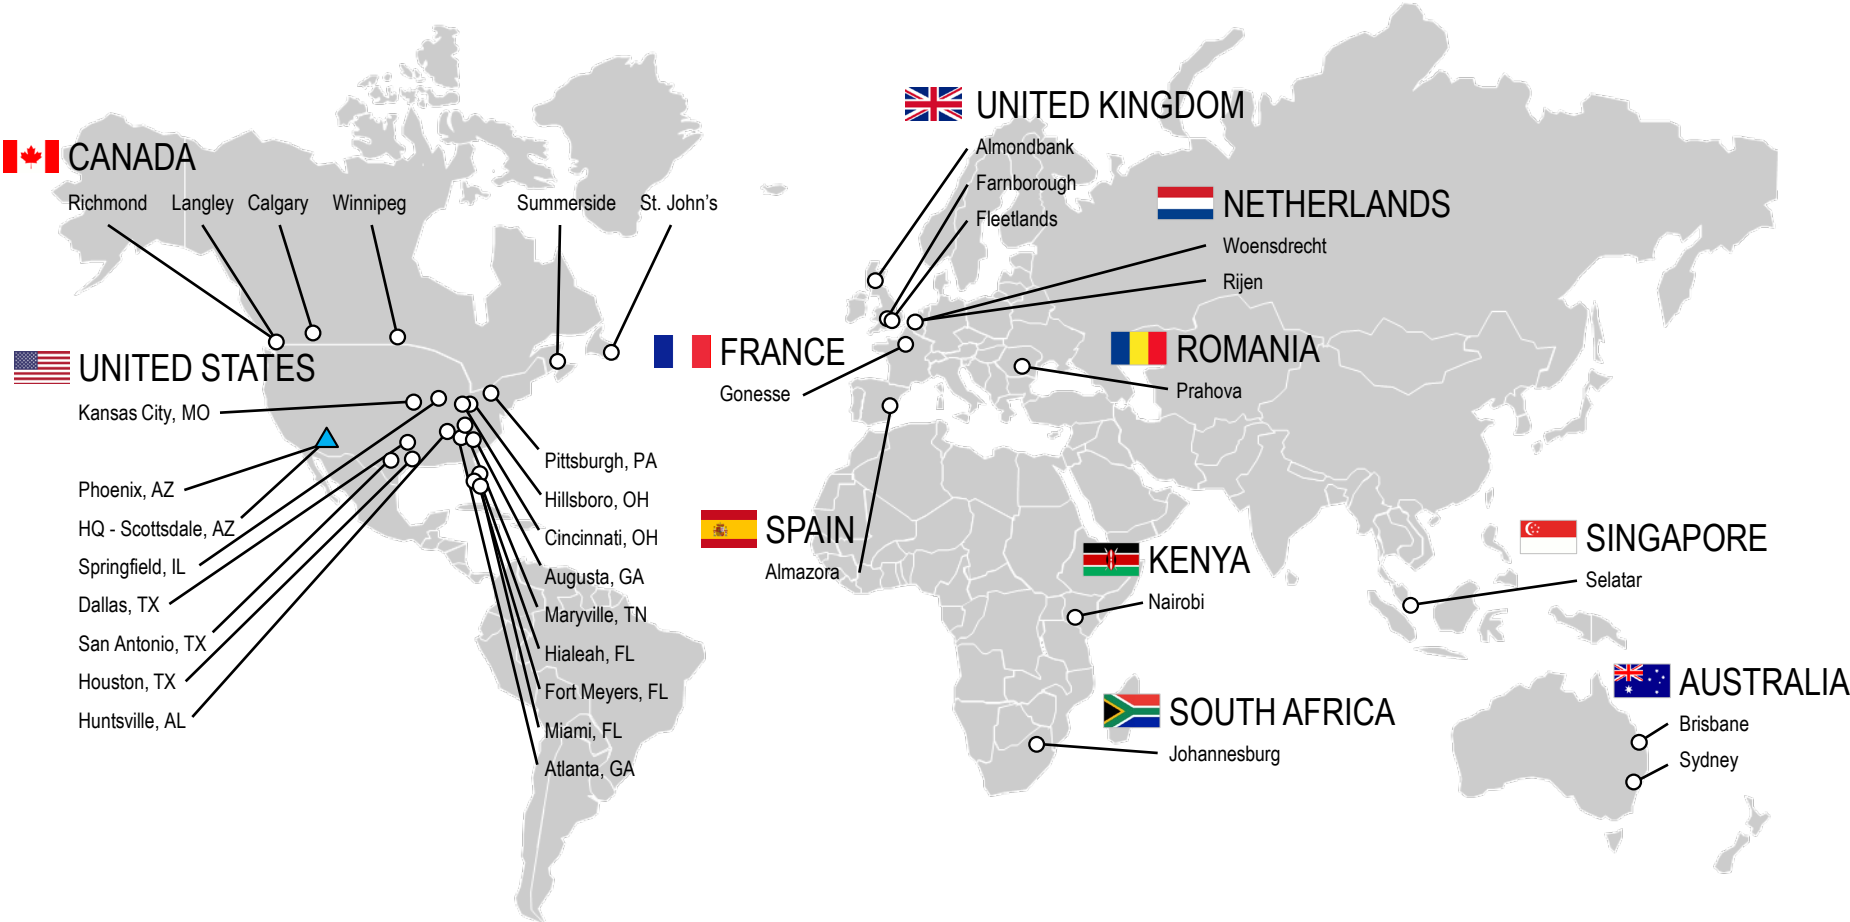 CANADA
Richmond
Langley
Calgary
Winnipeg
Summerside
St. John's
UNITED STATES
Kansas City, MO
Phoenix, AZ
HQ - Scottsdale, AZ
Springfield, IL
Dallas, TX
San Antonio, TX
Houston, TX
Huntsville, AL
Pittsburgh, PA
Hillsboro, OH
Cincinnati, OH
Augusta, GA
Maryville, TN
Hialeah, FL
Fort Meyers, FL
Miami, FL
Atlanta, GA
UNITED KINGDOM
Almondbank
Farnborough
Fleetlands
NETHERLANDS
Woensdrecht
Rijen
FRANCE
Gonesse
ROMANIA
Prahova
SPAIN
Almazora
KENYA
Nairobi
SINGAPORE
Selatar
SOUTH AFRICA
Johannesburg
AUSTRALIA
Brisbane
Sydney